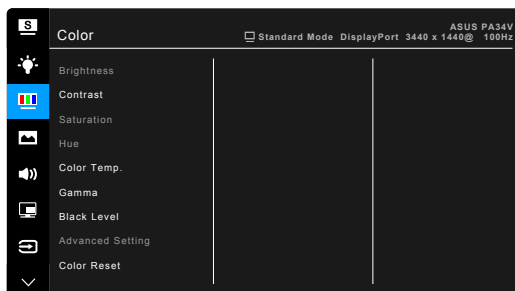 S
ASUS PA34V
Color
Standard Mode DisplayPort 3440 x 1440@ 100Hz
Brightness
Contrast
Saturation
Hue
Color Temp.
Gamma
Black Level
Advanced Setting
Color Reset